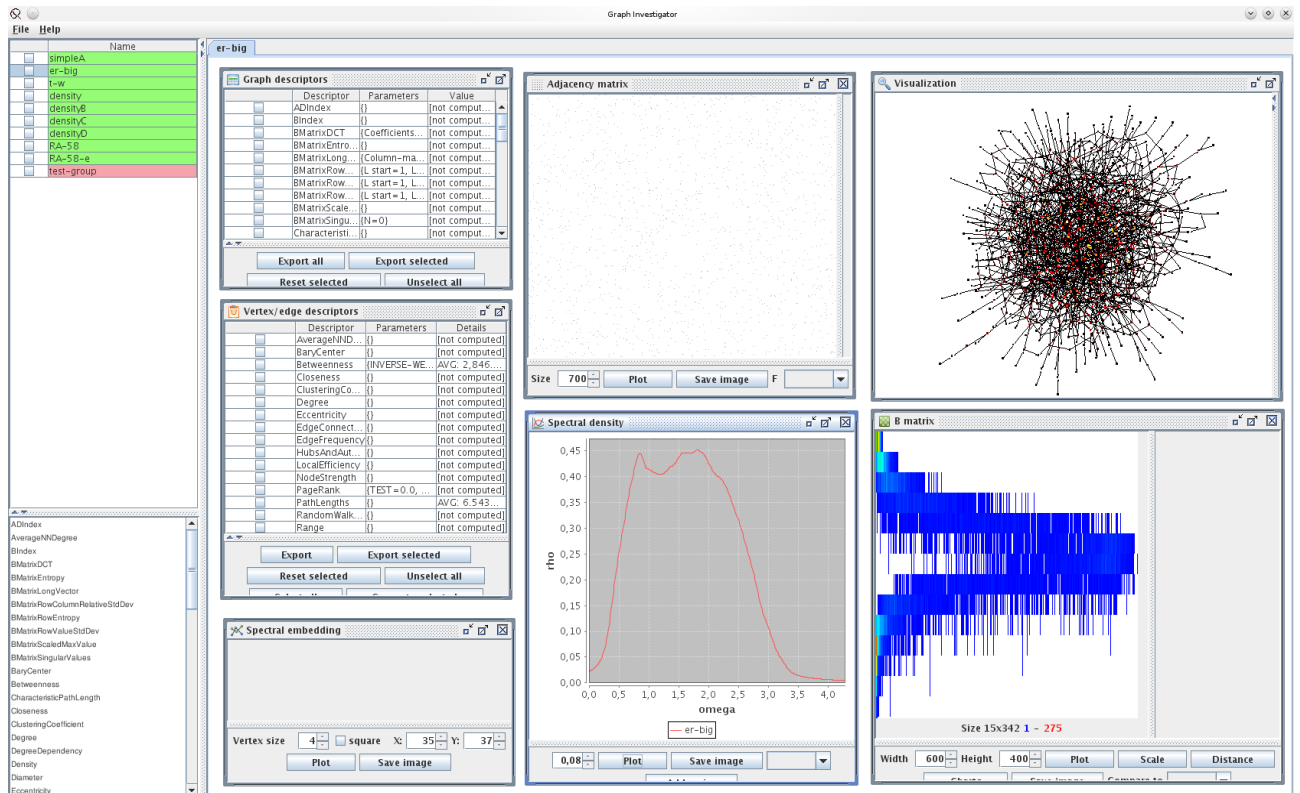 Graph Investigator
File Help
Name
simpleA
er-big
t-w
density
densityB
densityC
densityD
RA-58
RA-58-e
test-group
ADIndex
AverageNNDegree
BIndex
BMatrixDCT
BMatrixEntropy
BMatrixLongVector
BMatrixRowColumnRelativeStdDev
BMatrixRowEntropy
BMatrixRowValueStdDev
BMatrixScaledMaxValue
BMatrixSingularValues
BaryCenter
Betweenness
CharacteristicPathLength
Closeness
ClusteringCoefficient
Degree
DegreeDependency
Density
Diameter
Eccentricity
er-big
Graph descriptors
Descriptor Parameters Value
ADIndex {} [not comput...
BIndex {} [not comput...
BMatrixDCT {Coefficients... [not comput...
BMatrixEntro... {} [not comput...
BMatrixLong... {Column-ma... [not comput...
BMatrixRow... {L start=1, L... [not comput...
BMatrixRow... {L start=1, L... [not comput...
BMatrixRow... {L start=1, L... [not comput...
BMatrixScale... {} [not comput...
BMatrixSingu... {N=0} [not comput...
Characteristi... {} [not comput...
Export all Export selected
Reset selected Unselect all
Vertex/edge descriptors
Descriptor Parameters Details
AverageNND... {} [not computed]
BaryCenter {} [not computed]
Betweenness {INVERSE-WE... AVG: 2,846....
Closeness {} [not computed]
ClusteringCo... {} [not computed]
Degree {} [not computed]
Eccentricity {} [not computed]
EdgeConnect... {} [not computed]
EdgeFrequency {} [not computed]
HubsAndAut... {} [not computed]
LocalEfficiency {} [not computed]
NodeStrength {} [not computed]
PageRank {TEST=0.0, ... [not computed]
PathLengths {} AVG: 6.543...
RandomWalk... {} [not computed]
Range {} [not computed]
Export Export selected
Reset selected Unselect all
Spectral embedding
Vertex size 4 square X: 35 Y: 37
Plot Save image
Adjacency matrix
Size 700 Plot Save image F
Spectral density
0,45
0,40
0,35
0,30
0,25
0,20
0,15
0,10
0,05
0,00
rho
0,0 0,5 1,0 1,5 2,0 2,5 3,0 3,5 4,0
omega
er-big
0,08 Plot Save image
Visualization
B matrix
Size 15x342 1 - 275
Width 600 Height 400 Plot Scale Distance